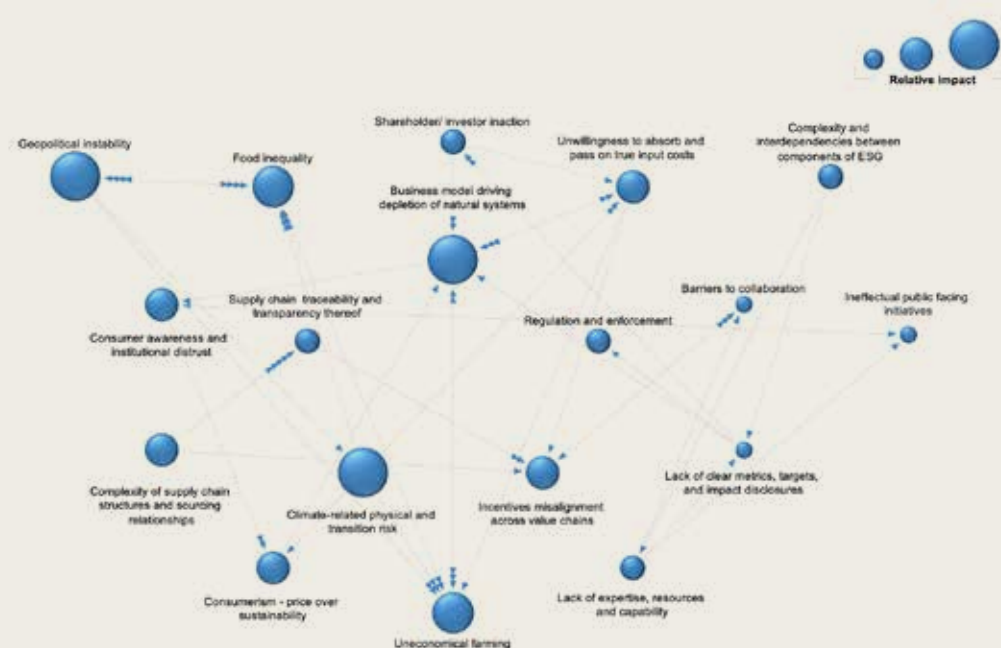 Relative impact
Shareholder/ investor inaction
Geopolitical instability
Food inequality
Unwillingness to absorb and
pass on true input costs
Complexity and
interdependencies between
components of ESG
Business model driving
depletion of natural systems
Consumer awareness and
institutional distrust
Supply chain traceability and
transparency thereof
Regulation and enforcement
Barriers to collaboration
Ineffectual public facing
initiatives
Complexity of supply chain
structures and sourcing
relationships
Climate-related physical and
transition risk
Incentives misalignment
across value chains
Lack of clear metrics, targets,
and impact disclosures
Consumerism - price over
sustainability
Uneconomical farming
Lack of expertise, resources
and capability